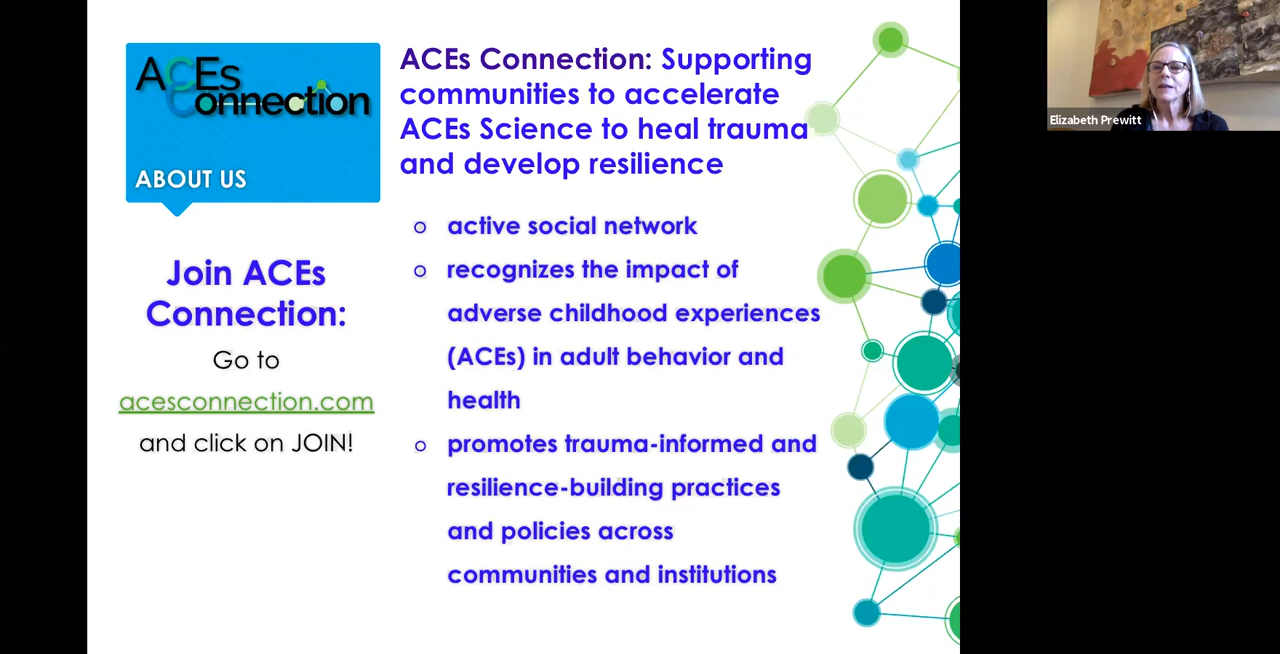 ACEs
Connection
ABOUT US
Join ACEs
Connection:
Go to
acesconnection.com
and click on JOIN!
ACEs Connection: Supporting
communities to accelerate
ACEs Science to heal trauma
and develop resilience
o active social network
o recognizes the impact of
adverse childhood experiences
(ACEs) in adult behavior and
health
o promotes trauma-informed and
resilience-building practices
and policies across
communities and institutions
Elizabeth Prewitt